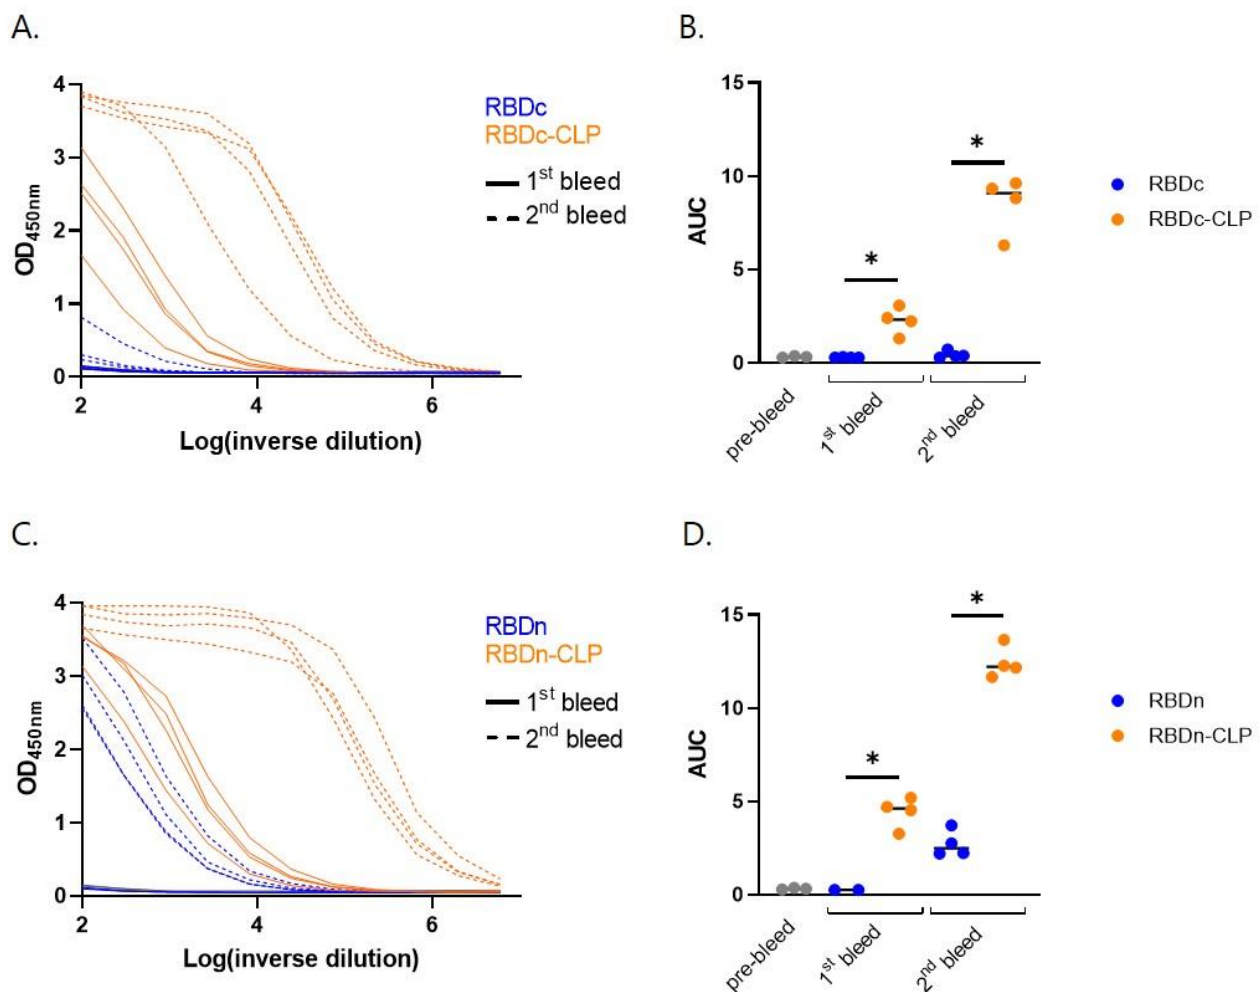 A.
4
3
2
1
0
OD450nm
2
4
6
Log(inverse dilution)
RBDc
RBDc-CLP
1st bleed
2nd bleed
B.
15
10
5
0
AUC
*
*
pre-bleed
1st bleed
2nd bleed
RBDc
RBDc-CLP
C.
4
3
2
1
0
OD450nm
2
4
6
Log(inverse dilution)
RBDn
RBDn-CLP
1st bleed
2nd bleed
D.
15
10
5
0
AUC
*
*
pre-bleed
1st bleed
2nd bleed
RBDn
RBDn-CLP